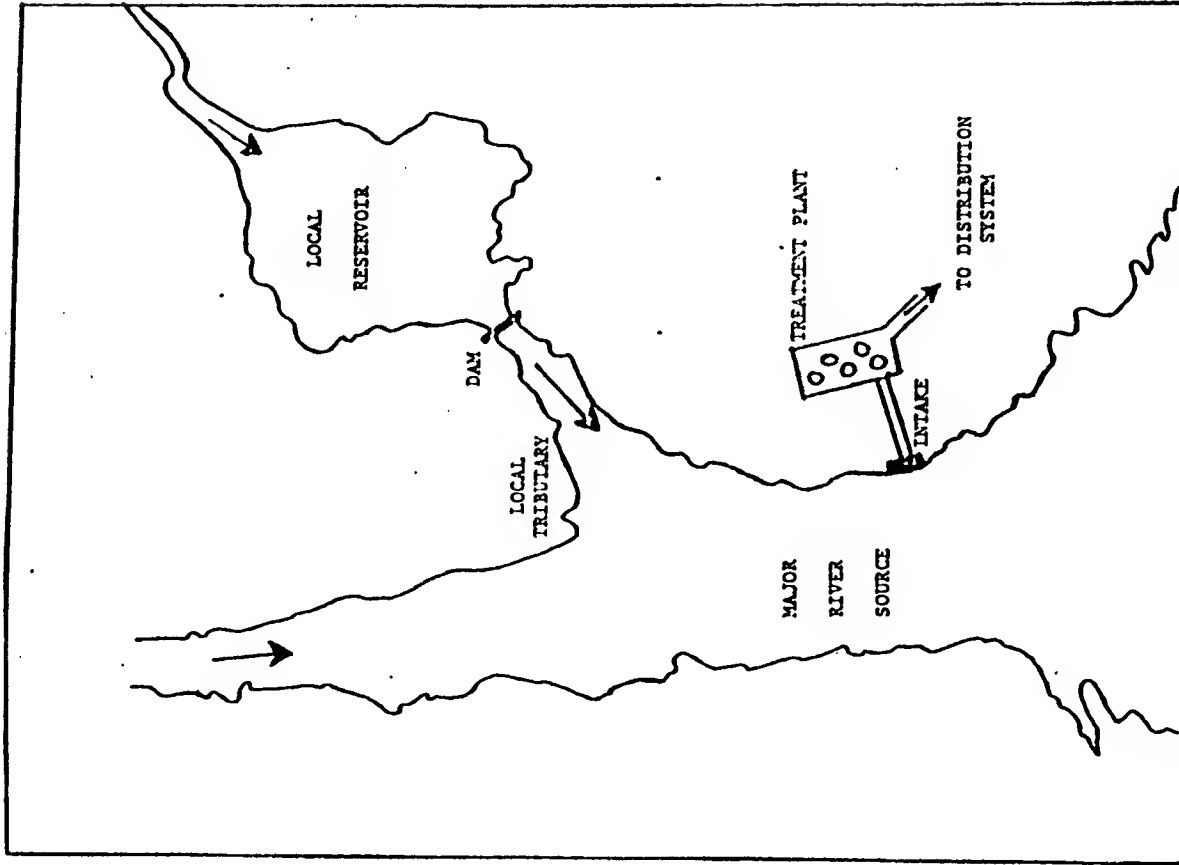 LOCAL
RESERVOIR
DAM
LOCAL
TRIBUTARY
TREATMENT PLANT
INTAKE
TO DISTRIBUTION
SYSTEM
MAJOR
RIVER
SOURCE